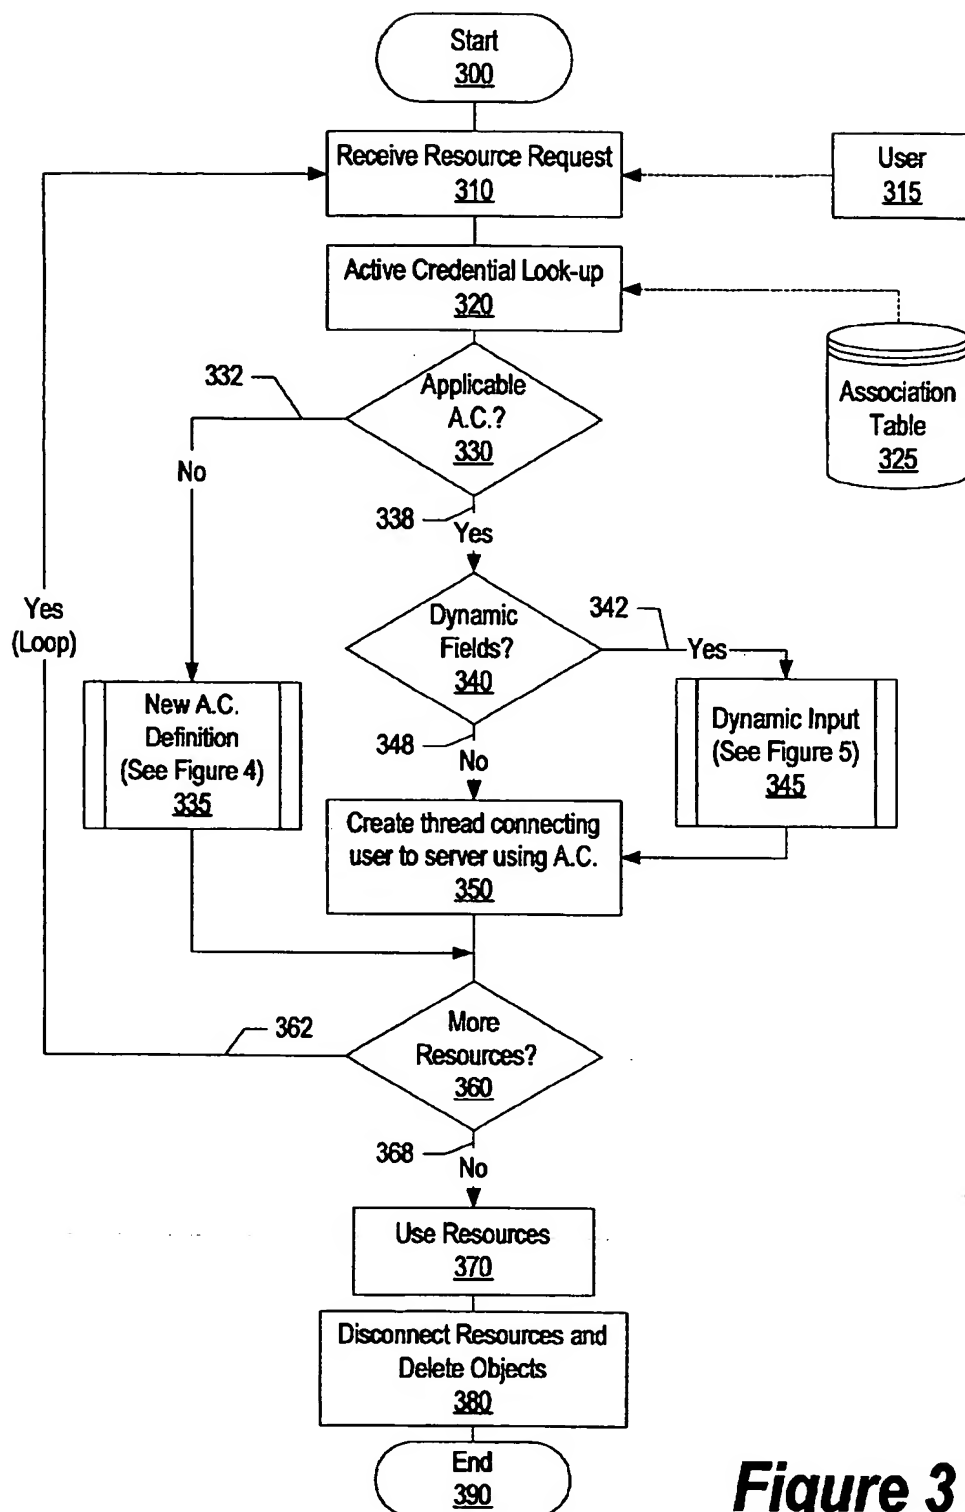 Start
300
Receive Resource Request
310
User
315
Active Credential Look-up
320
Association
Table
325
332
Applicable
A.C.?
330
No
338
Yes
Yes
(Loop)
Dynamic
Fields?
340
342
Yes
New A.C.
Definition
(See Figure 4)
335
Dynamic Input
(See Figure 5)
345
348
No
Create thread connecting
user to server using A.C.
350
362
More
Resources?
360
368
No
Use Resources
370
Disconnect Resources and
Delete Objects
380
End
390
Figure 3